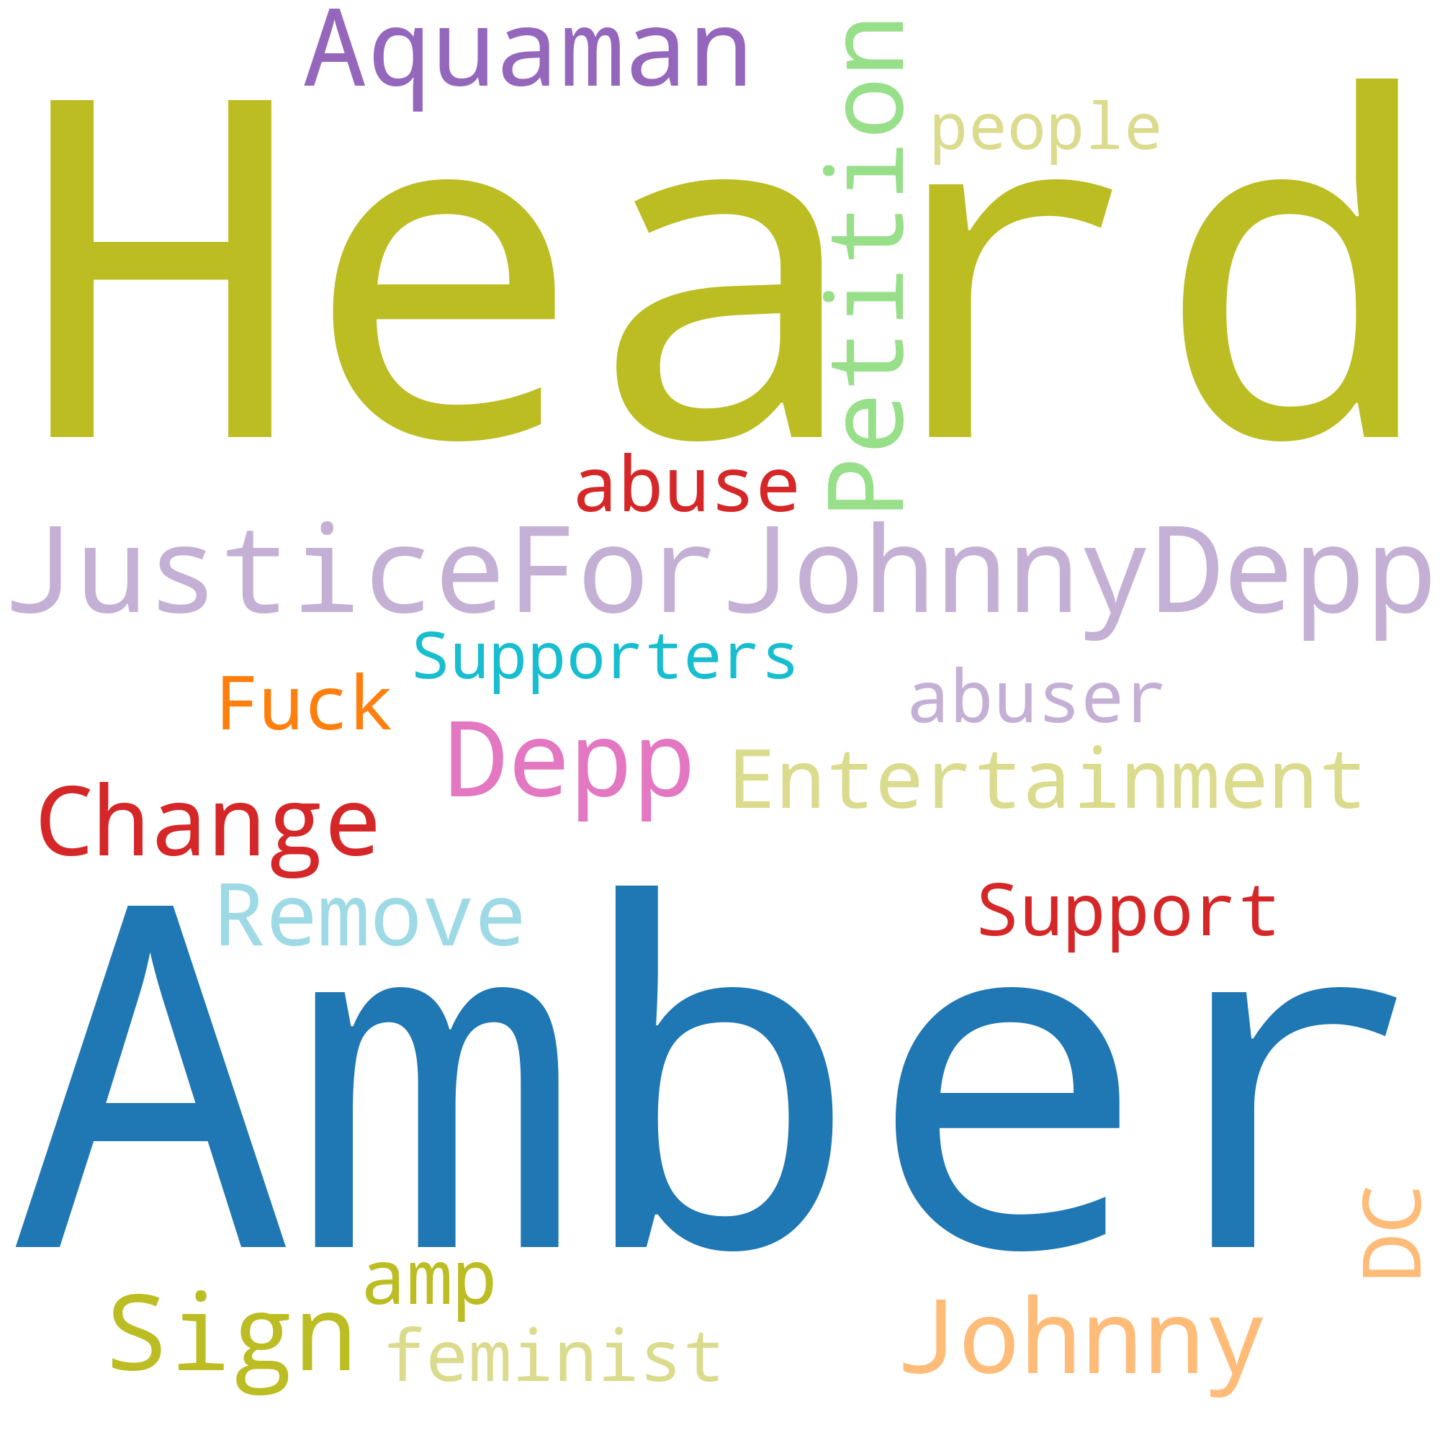 Aquaman
Petition
people
Heard
abuse
JusticeForJohnnyDepp
Supporters
Fuck
abuser
Depp
Entertainment
Change
Remove
Support
Amber
DC
amp
Sign
Johnny
feminist